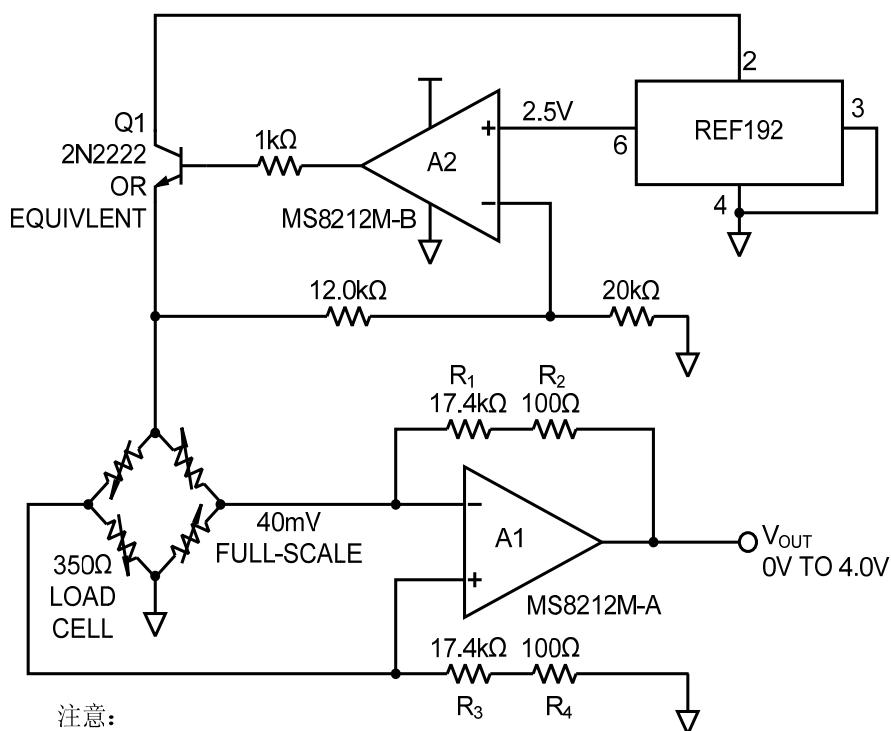 2
Q1
2N2222
OR
EQUIVLENT
1kΩ
A2
MS8212M-B
2.5V
6
REF192
3
4
12.0kΩ
20kΩ
R1
17.4kΩ
R2
100Ω
40mV
FULL-SCALE
350Ω
LOAD
CELL
A1
MS8212M-A
VOUT
0V TO 4.0V
17.4kΩ
R3
100Ω
R4
注意：